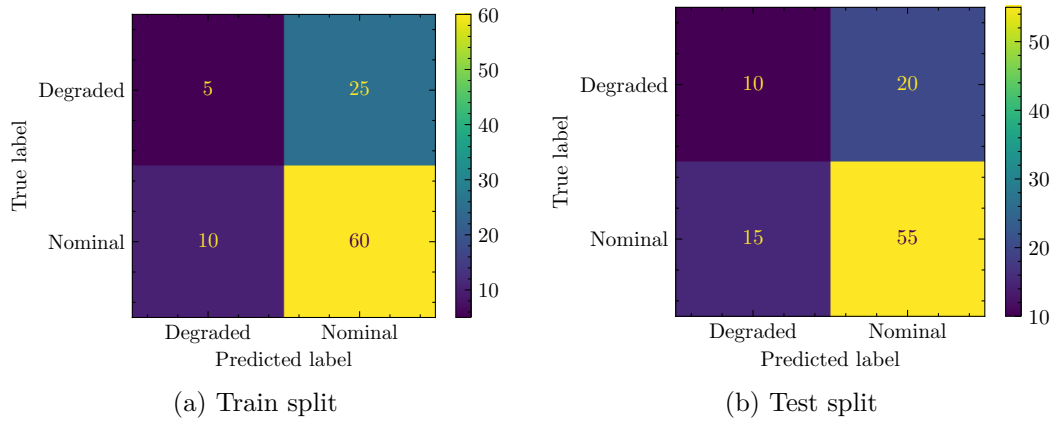 Degraded
Nominal
True label
5
25
10
60
Degraded
Nominal
Predicted label
60
50
40
30
20
10
(a) Train split
Degraded
Nominal
True label
10
20
15
55
Degraded
Nominal
Predicted label
50
40
30
20
10
(b) Test split